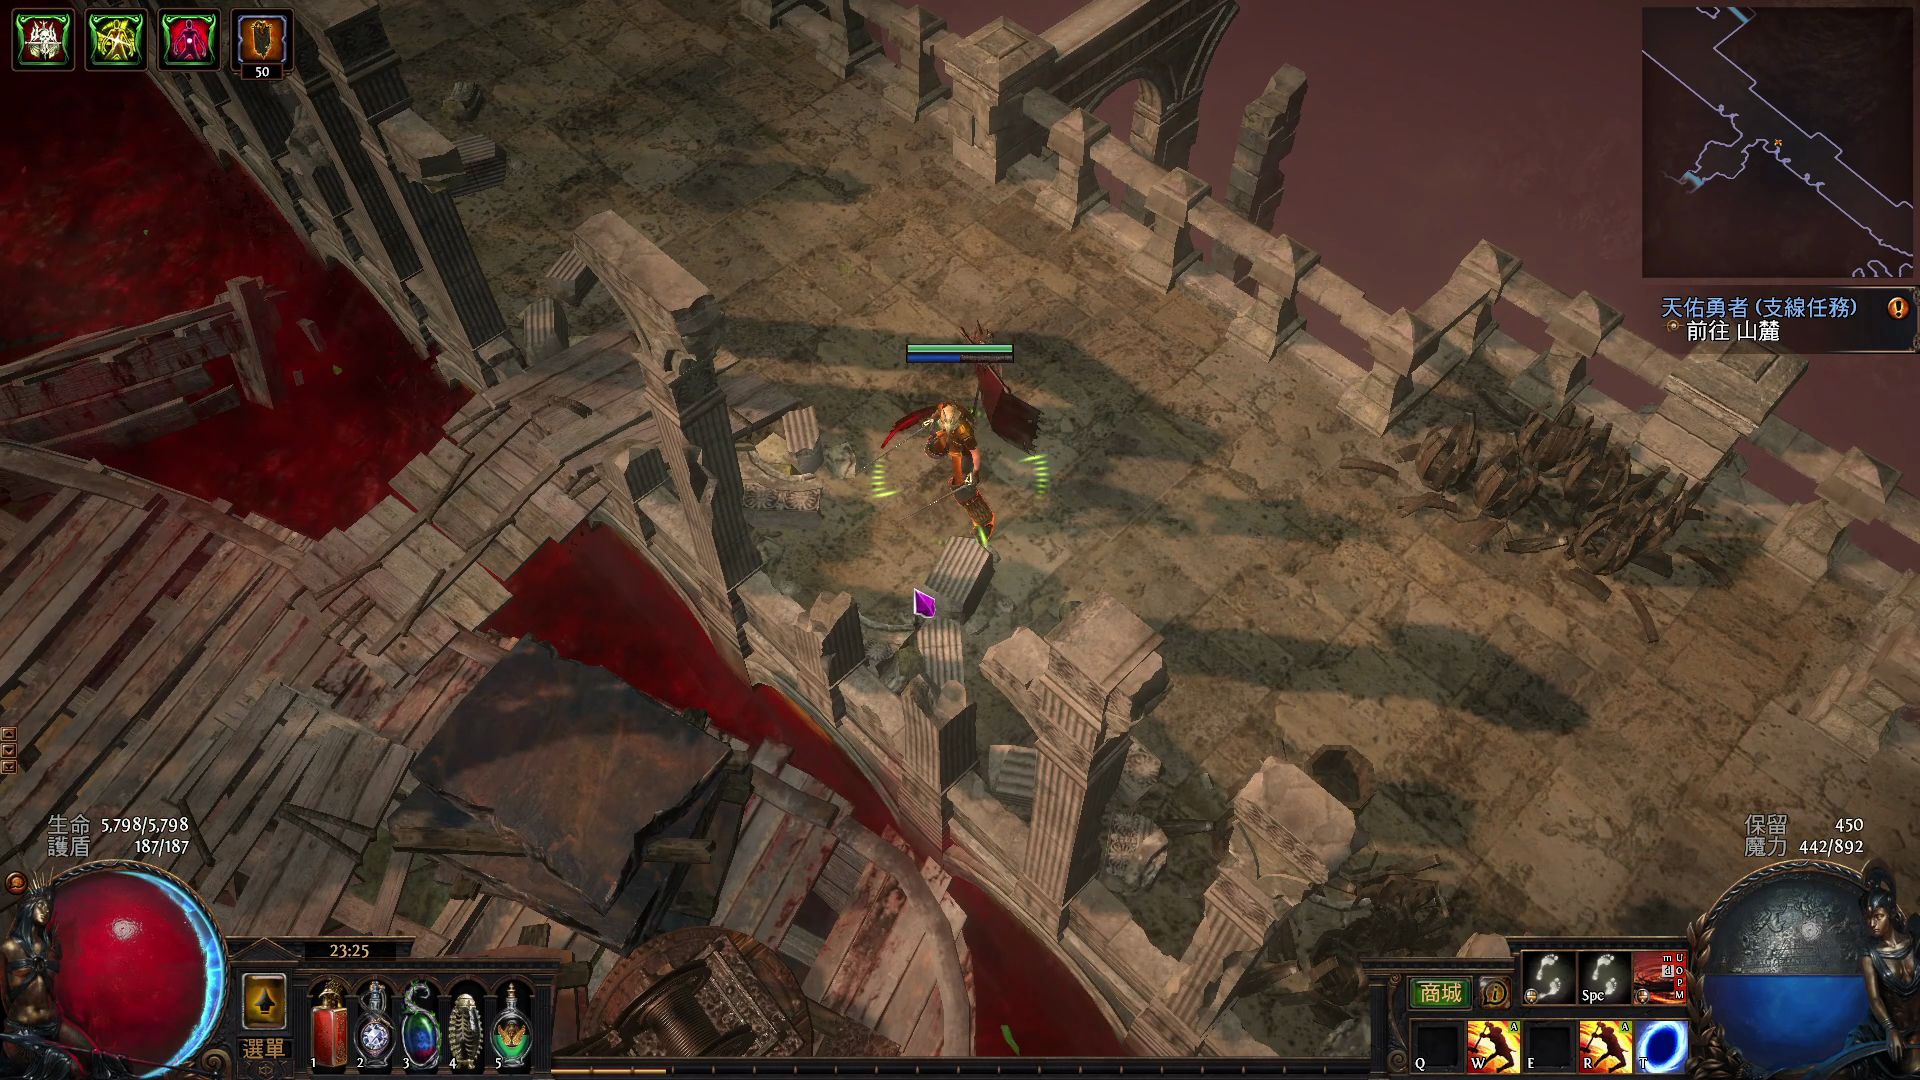 50
天佑勇者 (支線任務)
前往 山麓
生命 5,798/5,798
護盾 187/187
保留 450
魔力 442/892
23:25
選單
1 2 3 4 5
商城
Spc
m U
d O
P
M
Q W A E R A T